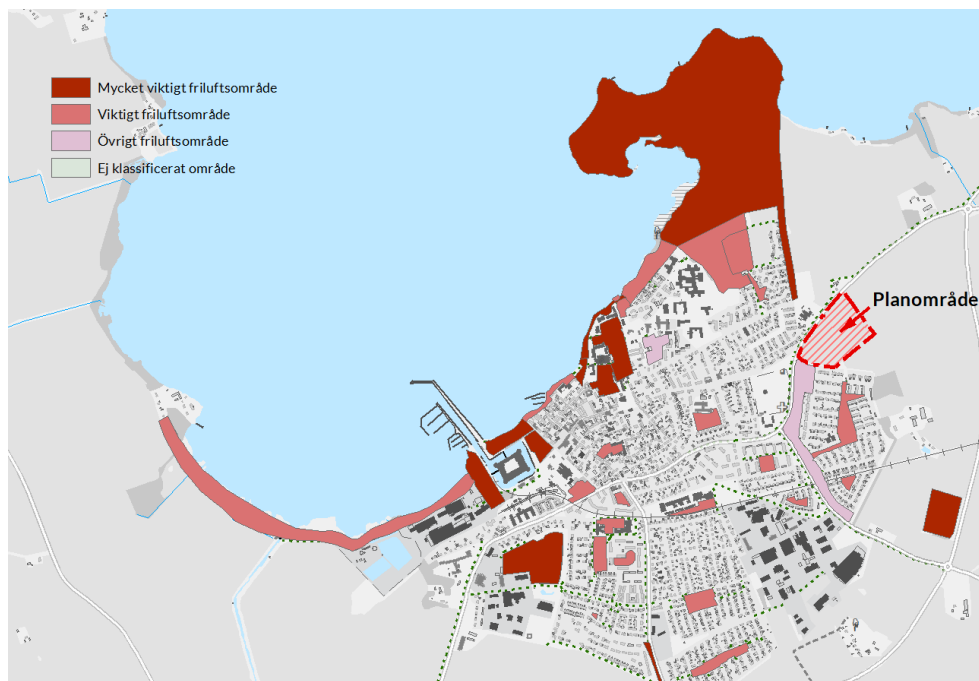 Mycket viktigt friluftsområde
Viktigt friluftsområde
Övrigt friluftsområde
Ej klassificerat område
Planområde